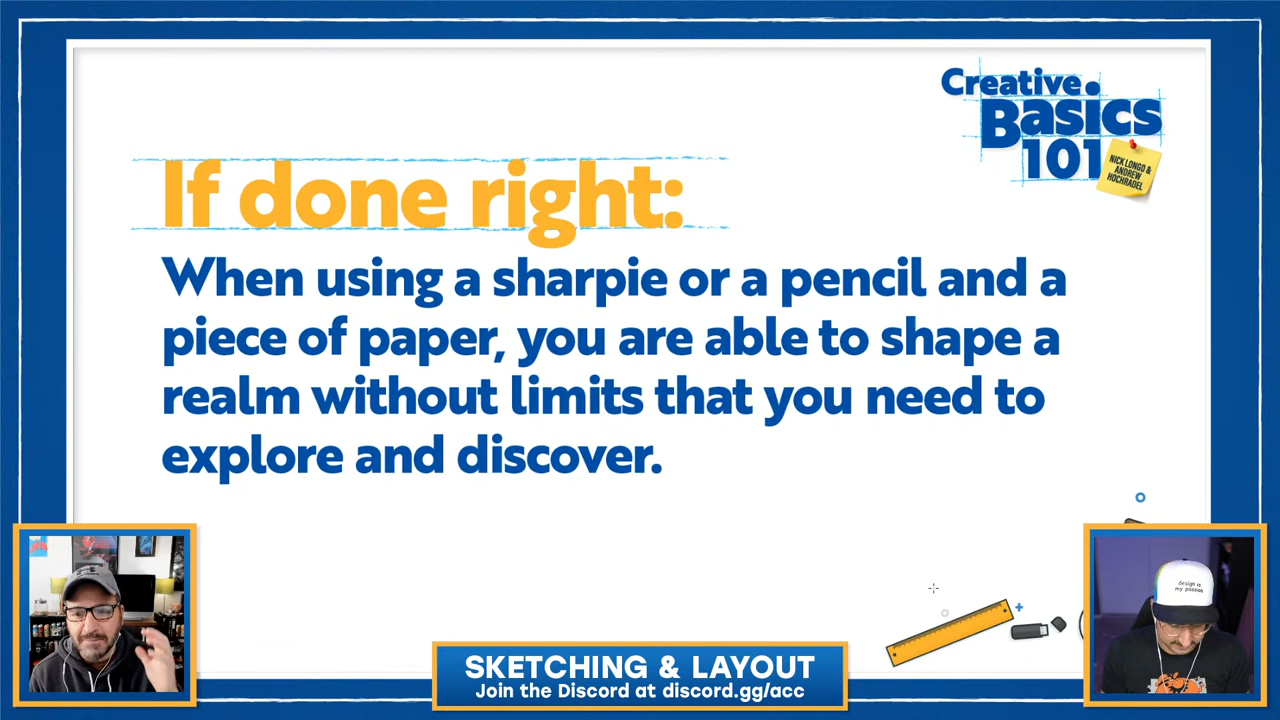 Creative
Basics
101
NICK LONGO &
ANDREW
HOCHRADEL
If done right:
When using a sharpie or a pencil and a
piece of paper, you are able to shape a
realm without limits that you need to
explore and discover.
design is
my passion
SKETCHING & LAYOUT
Join the Discord at discord.gg/acc